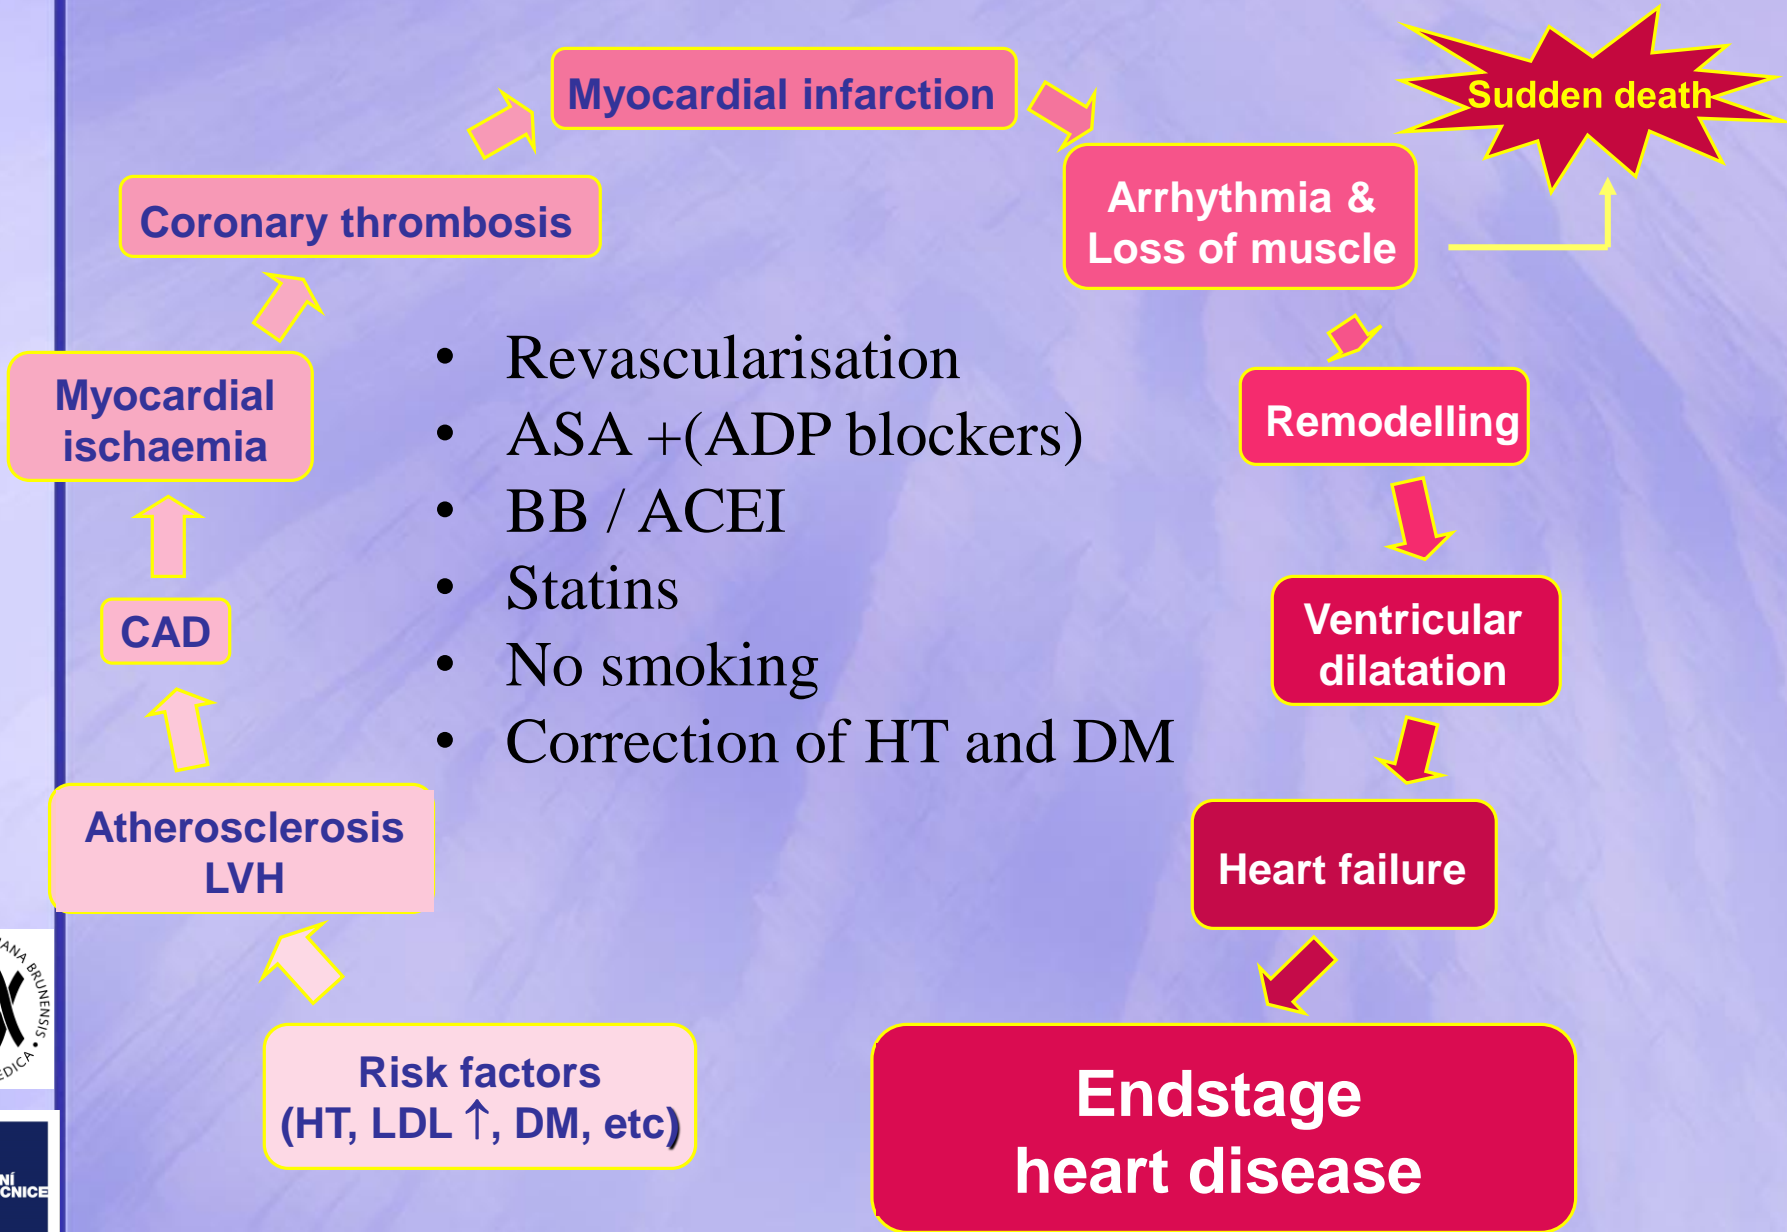 Myocardial infarction
Sudden death
Coronary thrombosis
Arrhythmia &
Loss of muscle
Myocardial
ischaemia
• Revascularisation
• ASA +(ADP blockers)
• BB / ACEI
• Statins
• No smoking
• Correction of HT and DM
Remodelling
CAD
Ventricular
dilatation
Atherosclerosis
LVH
Heart failure
Risk factors
(HT, LDL ↑, DM, etc)
Endstage
heart disease
BRUNENSIS •